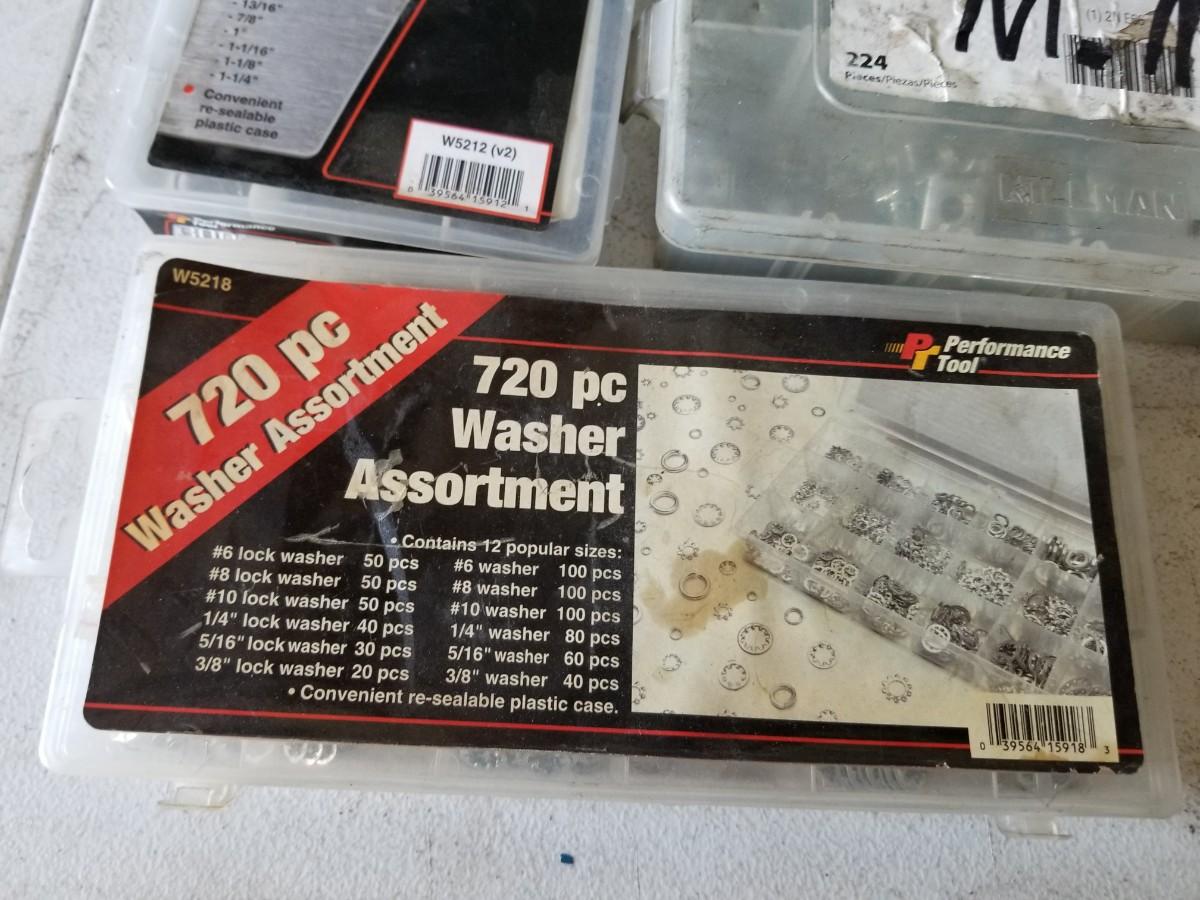 - 13/16"
- 7/8"
- 1"
- 1-1/16"
- 1-1/8"
- 1-1/4"
• Convenient
re-sealable
plastic case
W5212 (v2)
0 39564 15912 1
224
Pieces/Piezas/Pièces
(1) 2'
M.
HILLMAN
Performance
Tool
W5218
720 pc
Washer Assortment
Performance
Tool
720 pc
Washer
Assortment
• Contains 12 popular sizes:
#6 lock washer 50 pcs #6 washer 100 pcs
#8 lock washer 50 pcs #8 washer 100 pcs
#10 lock washer 50 pcs #10 washer 100 pcs
1/4" lock washer 40 pcs 1/4" washer 80 pcs
5/16" lock washer 30 pcs 5/16" washer 60 pcs
3/8" lock washer 20 pcs 3/8" washer 40 pcs
• Convenient re-sealable plastic case.
0 39564 15918 3